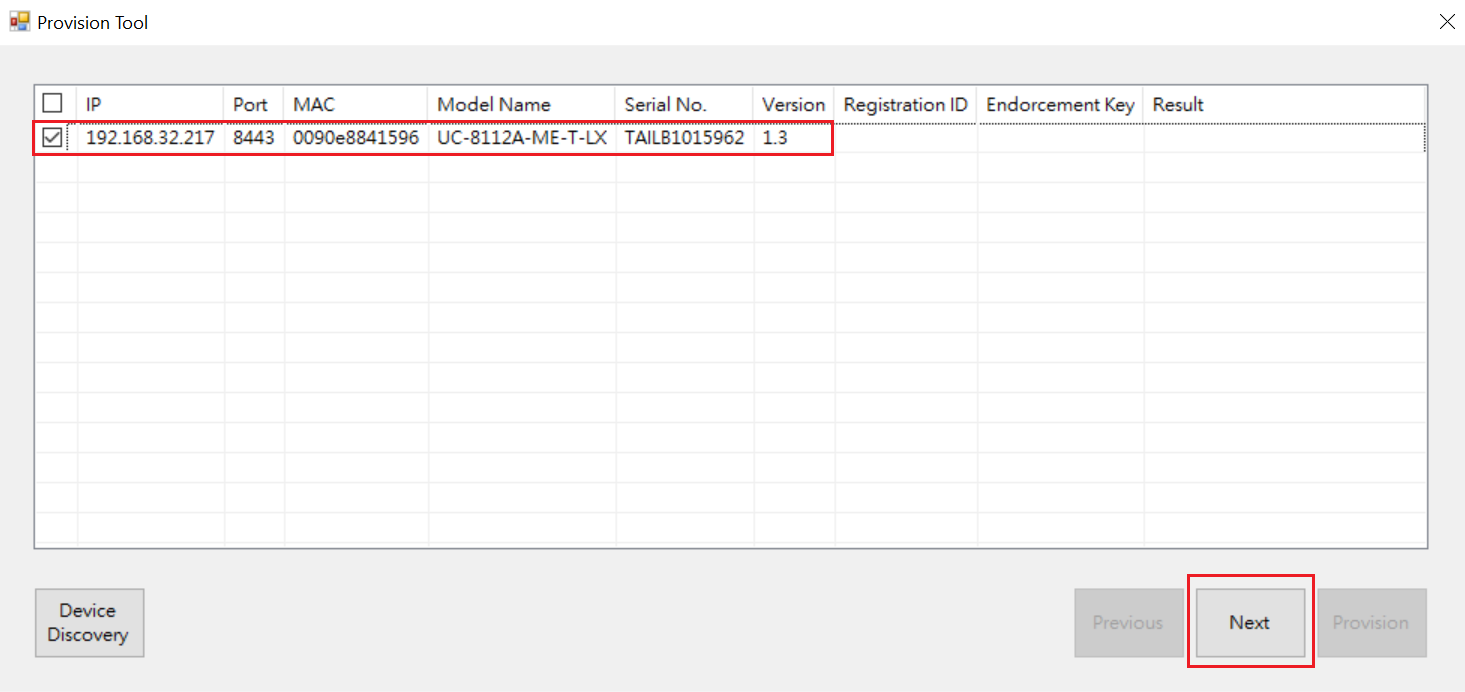 Provision Tool
IP Port MAC Model Name Serial No. Version Registration ID Endorcement Key Result
192.168.32.217 8443 0090e8841596 UC-8112A-ME-T-LX TAILB1015962 1.3
Device
Discovery
Previous Next Provision